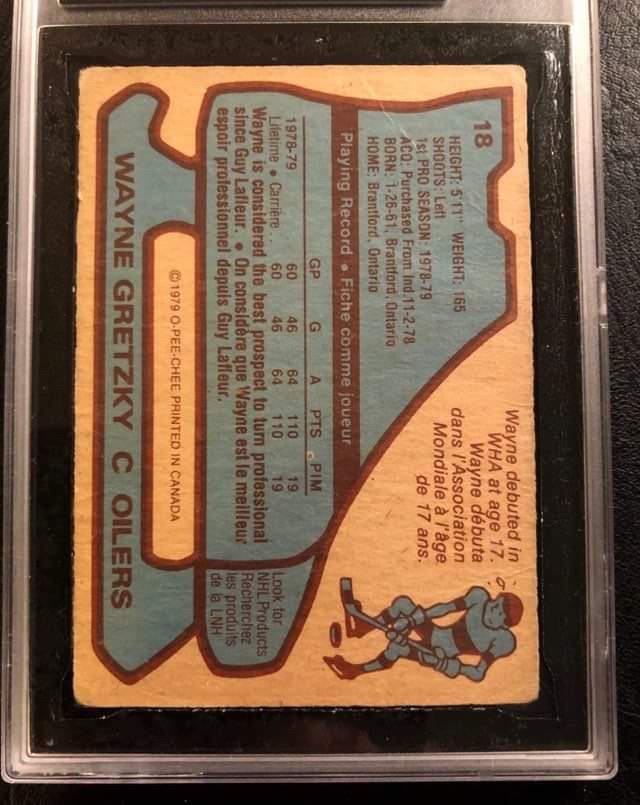 18
HEIGHT: 5'11" WEIGHT: 165
SHOOTS: Left
1st PRO SEASON: 1978-79
ACQ: Purchased From Ind.11-2-78
BORN: 1-26-61, Brantford, Ontario
HOME: Brantford, Ontario
Wayne debuted in
WHA at age 17.
Wayne débuta
dans l'Association
Mondiale à l'âge
de 17 ans.
Playing Record • Fiche comme joueur
GP G A PTS PIM
1978-79 60 46 64 110 19
Lifetime • Carrière . . 60 46 64 110 19
Wayne is considerad the best prospect to turn professional
since Guy Lafleur. • On considère que Wayne est le meilleur
espoir professionnel depuis Guy Lafleur.
Look for
NHL Products
Recherchez
les produits
de la LNH
© 1979 O-PEE-CHEE PRINTED IN CANADA
WAYNE GRETZKY C OILERS